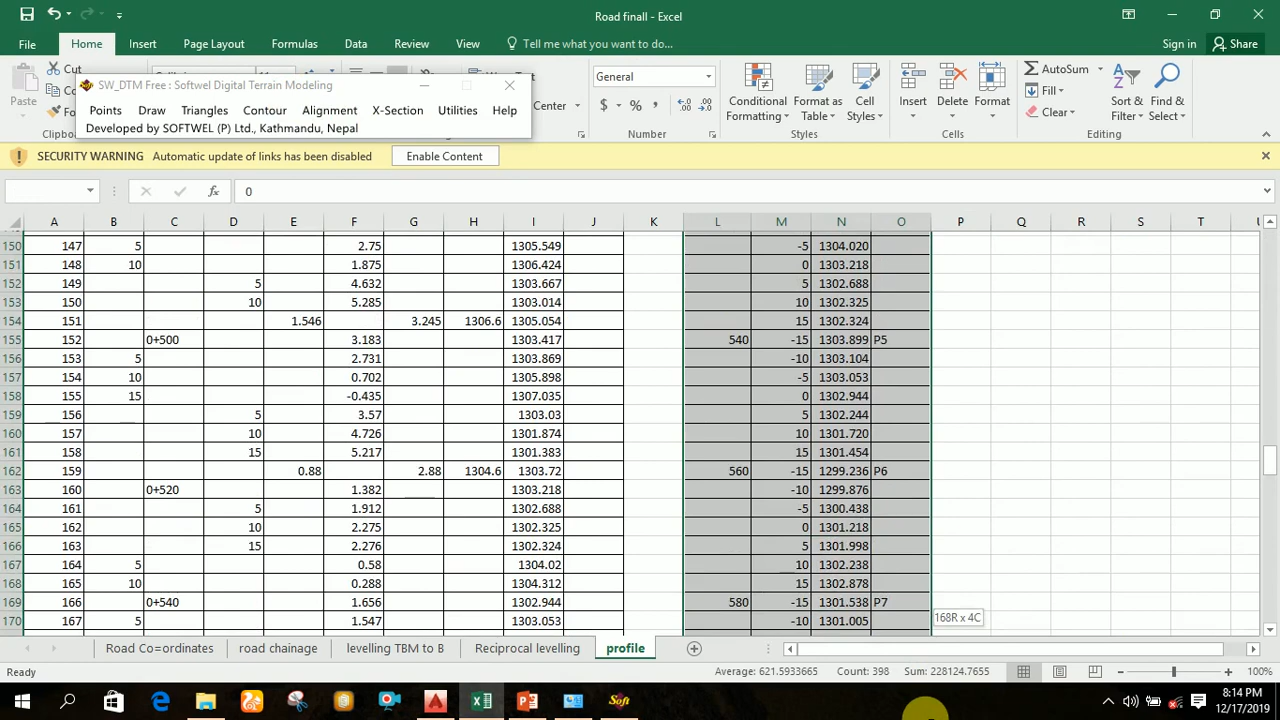 Road finall - Excel
File Home Insert Page Layout Formulas Data Review View Tell me what you want to do... Sign in Share
Cut
Paste
SW_DTM Free : Softwel Digital Terrain Modeling
Points Draw Triangles Contour Alignment X-Section Utilities Help
Developed by SOFTWEL (P) Ltd., Kathmandu, Nepal
Center
General
$ % ,
Conditional Formatting
Format as Table
Cell Styles
Insert Delete Format
AutoSum
Fill
Clear
Sort & Filter
Find & Select
Number Styles Cells Editing
SECURITY WARNING Automatic update of links has been disabled Enable Content
fx 0
A B C D E F G H I J K L M N O P Q R S T
150 147 5 2.75 1305.549 -5 1304.020
151 148 10 1.875 1306.424 0 1303.218
152 149 5 4.632 1303.667 5 1302.688
153 150 10 5.285 1303.014 10 1302.325
154 151 1.546 3.245 1306.6 1305.054 15 1302.324
155 152 0+500 3.183 1303.417 540 -15 1303.899 P5
156 153 5 2.731 1303.869 -10 1303.104
157 154 10 0.702 1305.898 -5 1303.053
158 155 15 -0.435 1307.035 0 1302.944
159 156 5 3.57 1303.03 5 1302.244
160 157 10 4.726 1301.874 10 1301.720
161 158 15 5.217 1301.383 15 1301.454
162 159 0.88 2.88 1304.6 1303.72 560 -15 1299.236 P6
163 160 0+520 1.382 1303.218 -10 1299.876
164 161 5 1.912 1302.688 -5 1300.438
165 162 10 2.275 1302.325 0 1301.218
166 163 15 2.276 1302.324 5 1301.998
167 164 5 0.58 1304.02 10 1302.238
168 165 10 0.288 1304.312 15 1302.878
169 166 0+540 1.656 1302.944 580 -15 1301.538 P7
170 167 5 1.547 1303.053 -10 1301.005
168R x 4C
Road Co=ordinates road chainage levelling TBM to B Reciprocal levelling profile
Ready Average: 621.5933665 Count: 398 Sum: 228124.7655 100%
8:14 PM
12/17/2019